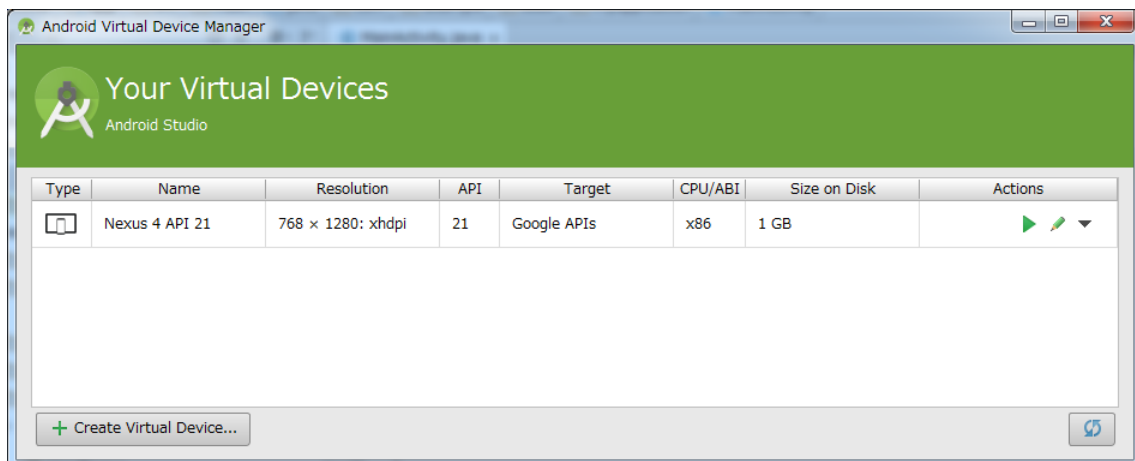 Android Virtual Device Manager
Your Virtual Devices
Android Studio
Type Name Resolution API Target CPU/ABI Size on Disk Actions
Nexus 4 API 21 768 × 1280: xhdpi 21 Google APIs x86 1 GB
Create Virtual Device...